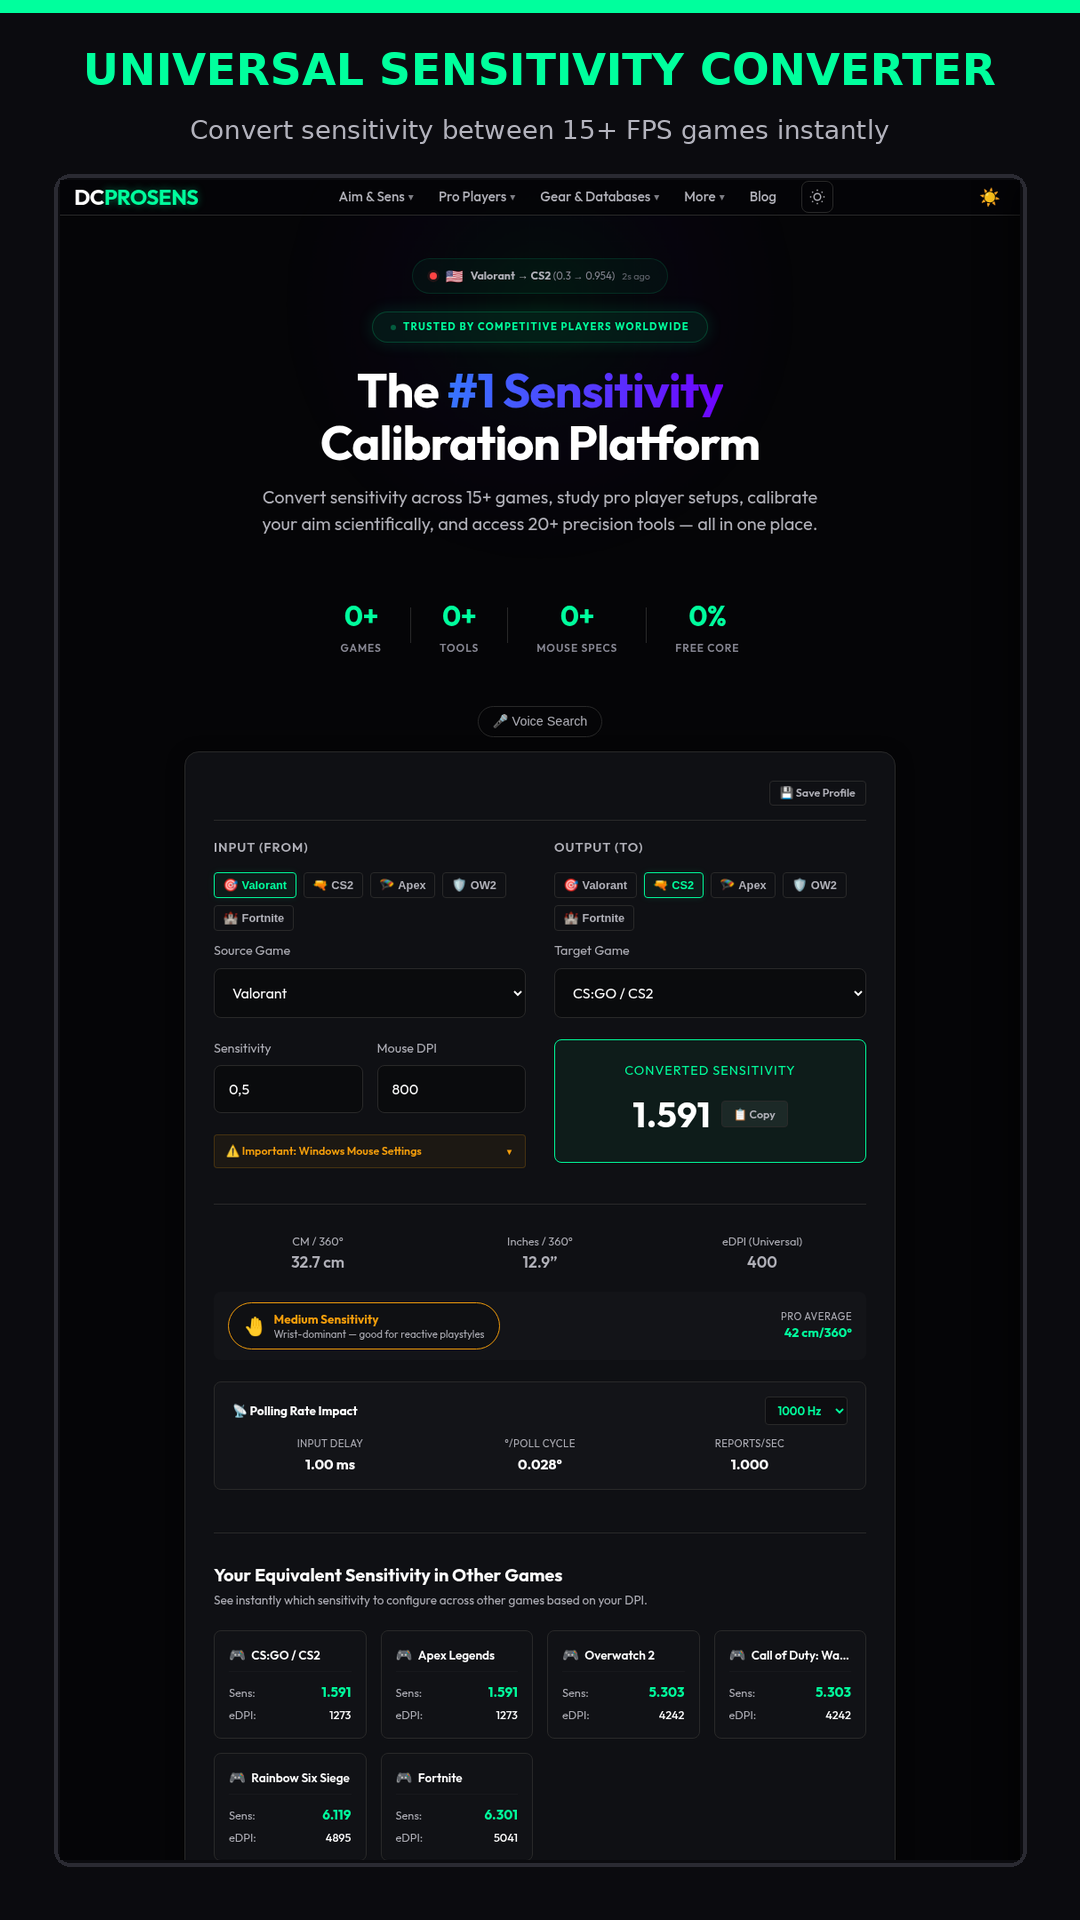 UNIVERSAL SENSITIVITY CONVERTER
Convert sensitivity between 15+ FPS games instantly
DCPROSENS
Aim & Sens ▾ Pro Players ▾ Gear & Databases ▾ More ▾ Blog
Valorant → CS2 (0.3 → 0.954) 2s ago
TRUSTED BY COMPETITIVE PLAYERS WORLDWIDE
The #1 Sensitivity
Calibration Platform
Convert sensitivity across 15+ games, study pro player setups, calibrate
your aim scientifically, and access 20+ precision tools — all in one place.
0+ 0+ 0+ 0%
GAMES TOOLS MOUSE SPECS FREE CORE
Voice Search
Save Profile
INPUT (FROM)
Valorant CS2 Apex OW2
Fortnite
Source Game
Valorant
Sensitivity Mouse DPI
0,5 800
Important: Windows Mouse Settings ▾
OUTPUT (TO)
Valorant CS2 Apex OW2
Fortnite
Target Game
CS:GO / CS2
CONVERTED SENSITIVITY
1.591 Copy
CM / 360° Inches / 360° eDPI (Universal)
32.7 cm 12.9” 400
Medium Sensitivity
Wrist-dominant — good for reactive playstyles
PRO AVERAGE
42 cm/360°
Polling Rate Impact 1000 Hz
INPUT DELAY °/POLL CYCLE REPORTS/SEC
1.00 ms 0.028° 1.000
Your Equivalent Sensitivity in Other Games
See instantly which sensitivity to configure across other games based on your DPI.
CS:GO / CS2
Sens: 1.591
eDPI: 1273
Apex Legends
Sens: 1.591
eDPI: 1273
Overwatch 2
Sens: 5.303
eDPI: 4242
Call of Duty: Wa...
Sens: 5.303
eDPI: 4242
Rainbow Six Siege
Sens: 6.119
eDPI: 4895
Fortnite
Sens: 6.301
eDPI: 5041